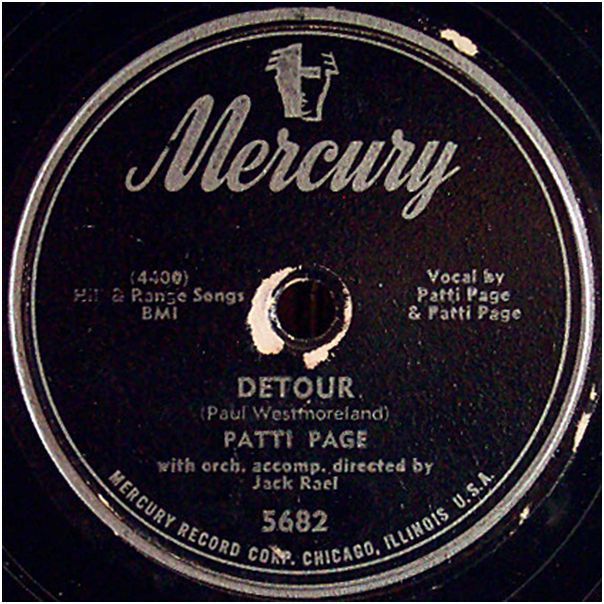 Mercury
(4400)
Hill & Range Songs
BMI
Vocal by
Patti Page
& Patti Page
DETOUR
(Paul Westmoreland)
PATTI PAGE
with orch. accomp. directed by
Jack Rael
5682
MERCURY RECORD CORP. CHICAGO, ILLINOIS U.S.A.